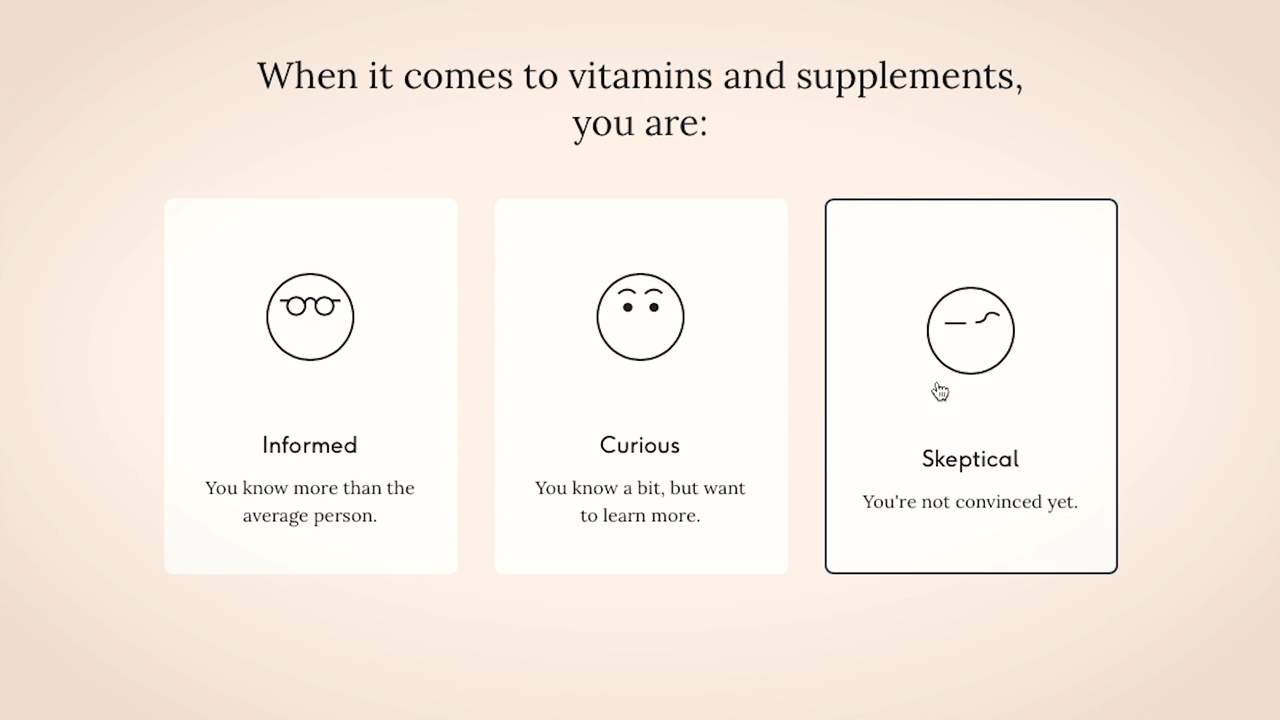 When it comes to vitamins and supplements,
you are:
Informed
You know more than the
average person.
Curious
You know a bit, but want
to learn more.
Skeptical
You're not convinced yet.